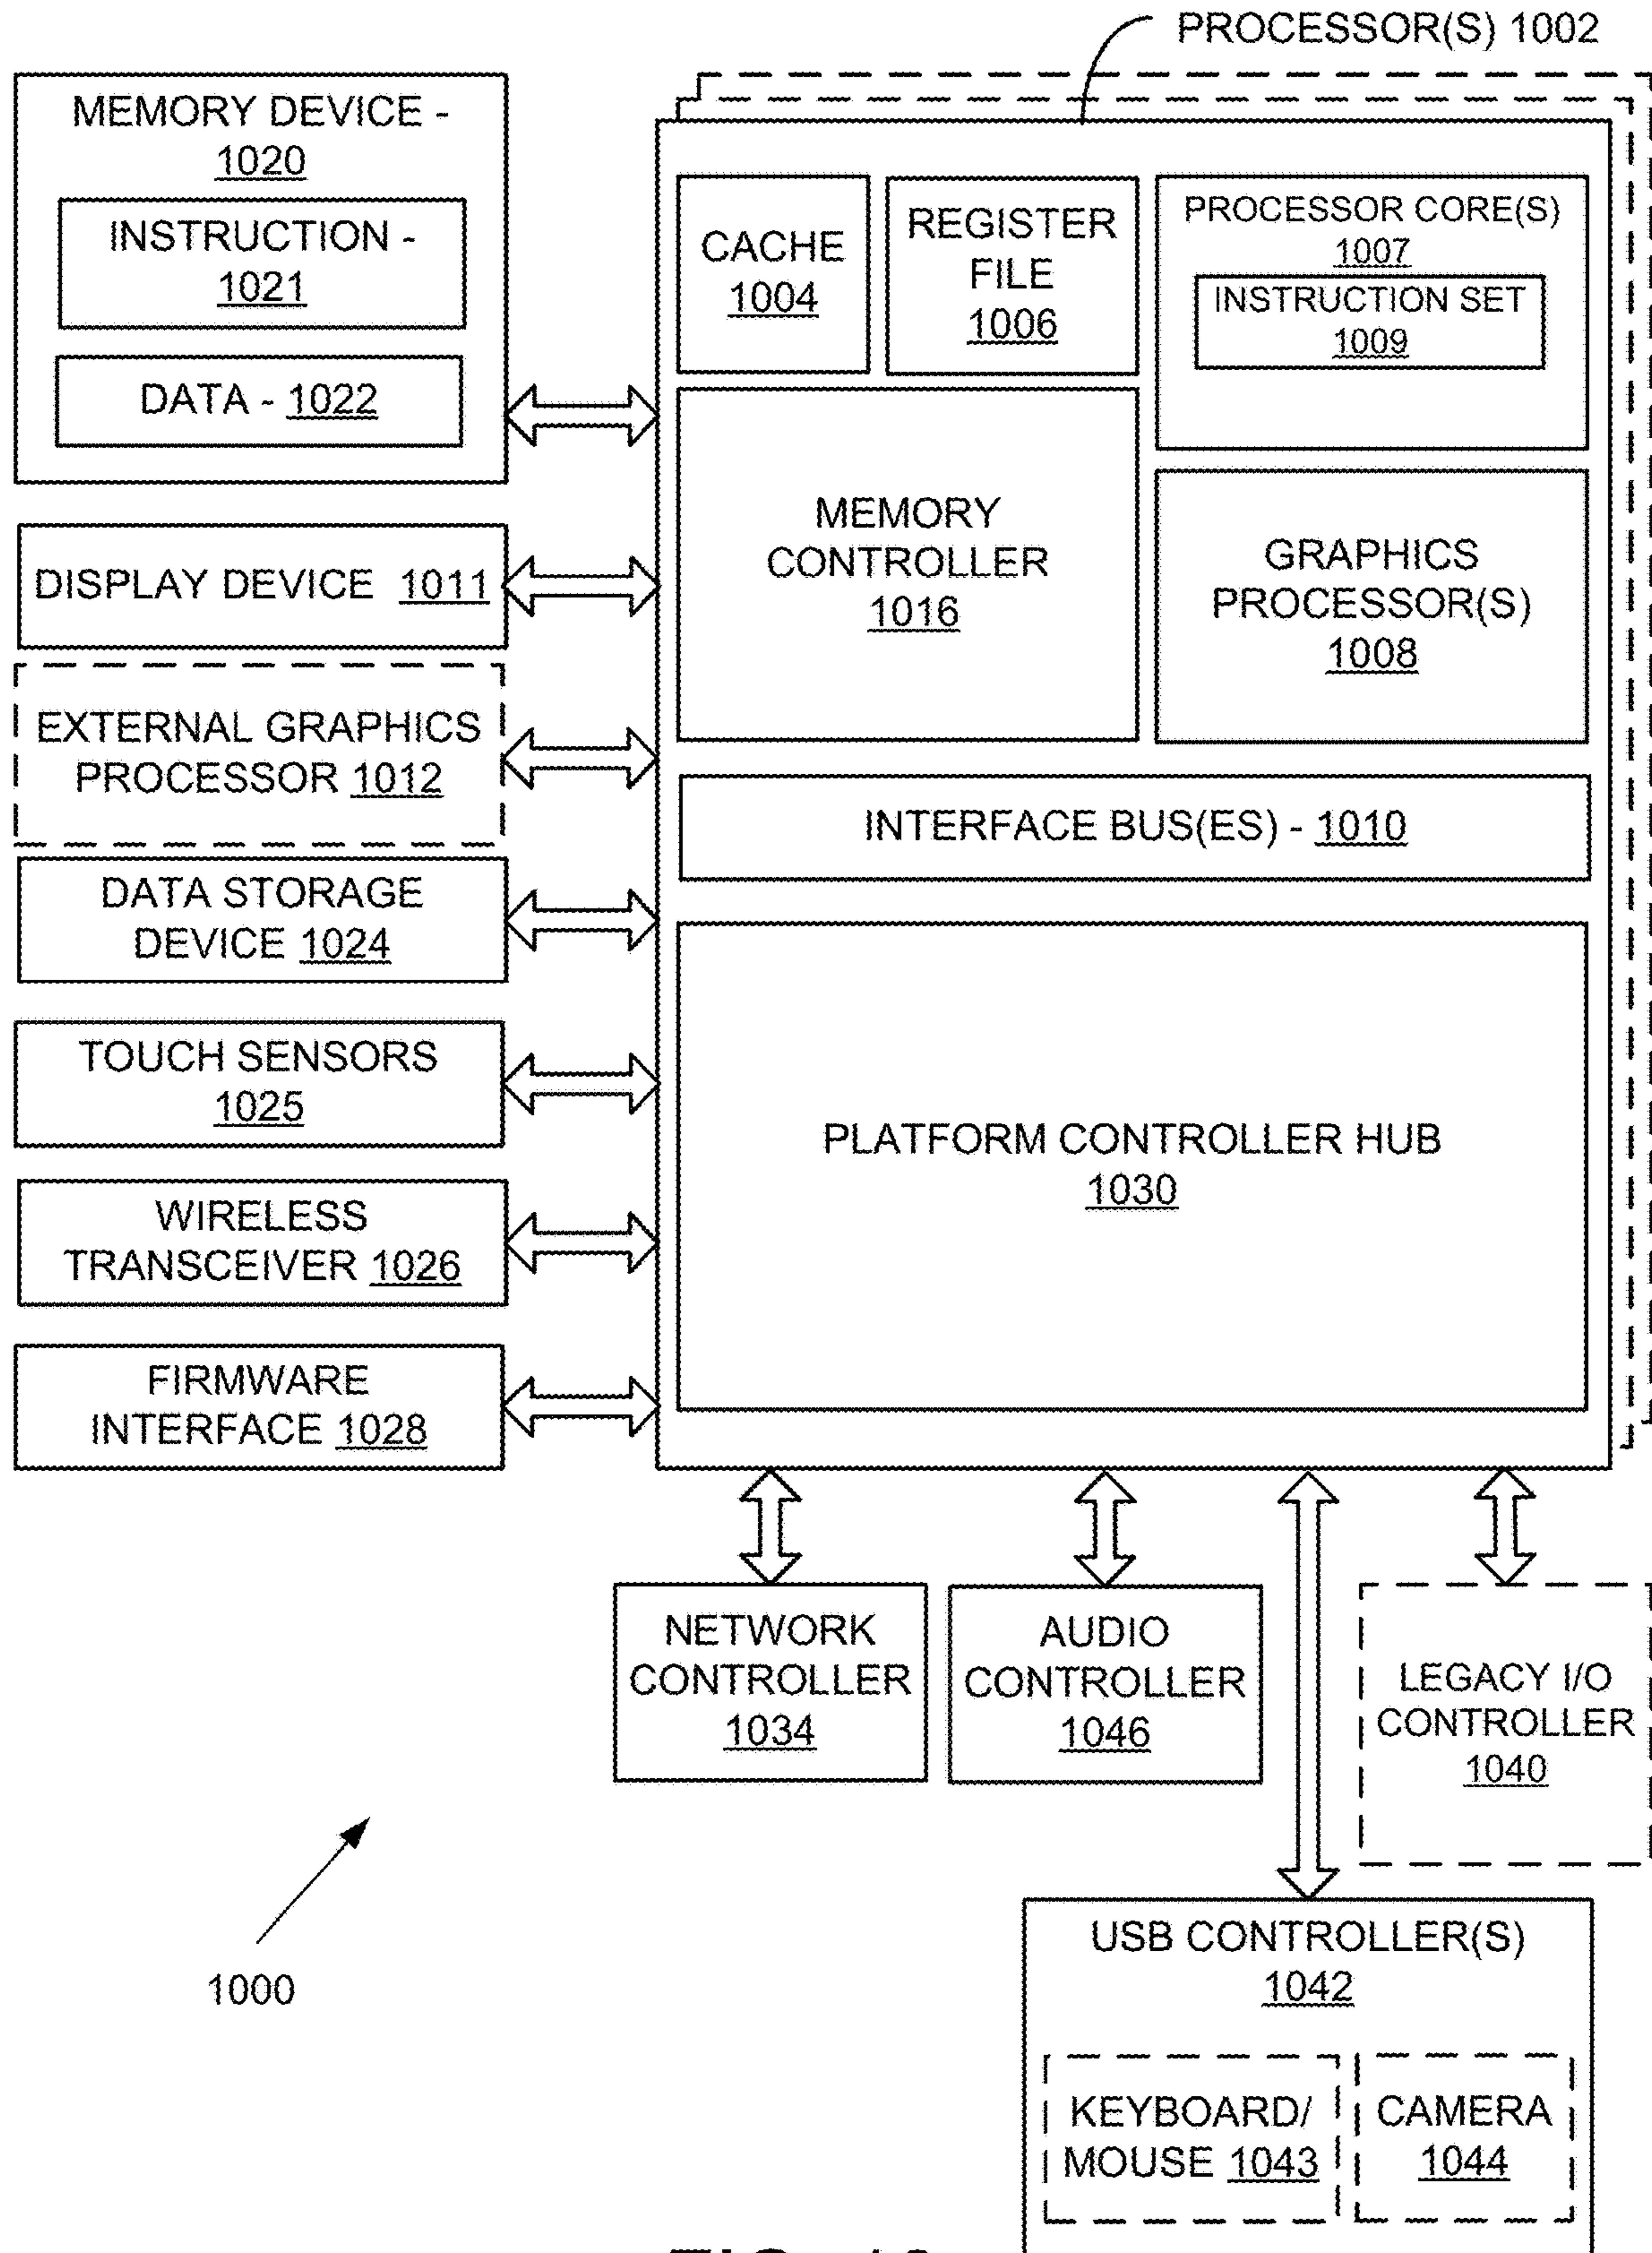 PROCESSOR(S) 1002
MEMORY DEVICE -
1020
INSTRUCTION -
1021
DATA - 1022
DISPLAY DEVICE 1011
EXTERNAL GRAPHICS
PROCESSOR 1012
DATA STORAGE
DEVICE 1024
TOUCH SENSORS
1025
WIRELESS
TRANSCEIVER 1026
FIRMWARE
INTERFACE 1028
CACHE
1004
REGISTER
FILE
1006
PROCESSOR CORE(S)
1007
INSTRUCTION SET
1009
MEMORY
CONTROLLER
1016
GRAPHICS
PROCESSOR(S)
1008
INTERFACE BUS(ES) - 1010
PLATFORM CONTROLLER HUB
1030
NETWORK
CONTROLLER
1034
AUDIO
CONTROLLER
1046
LEGACY I/O
CONTROLLER
1040
USB CONTROLLER(S)
1042
KEYBOARD/
MOUSE 1043
CAMERA
1044
1000